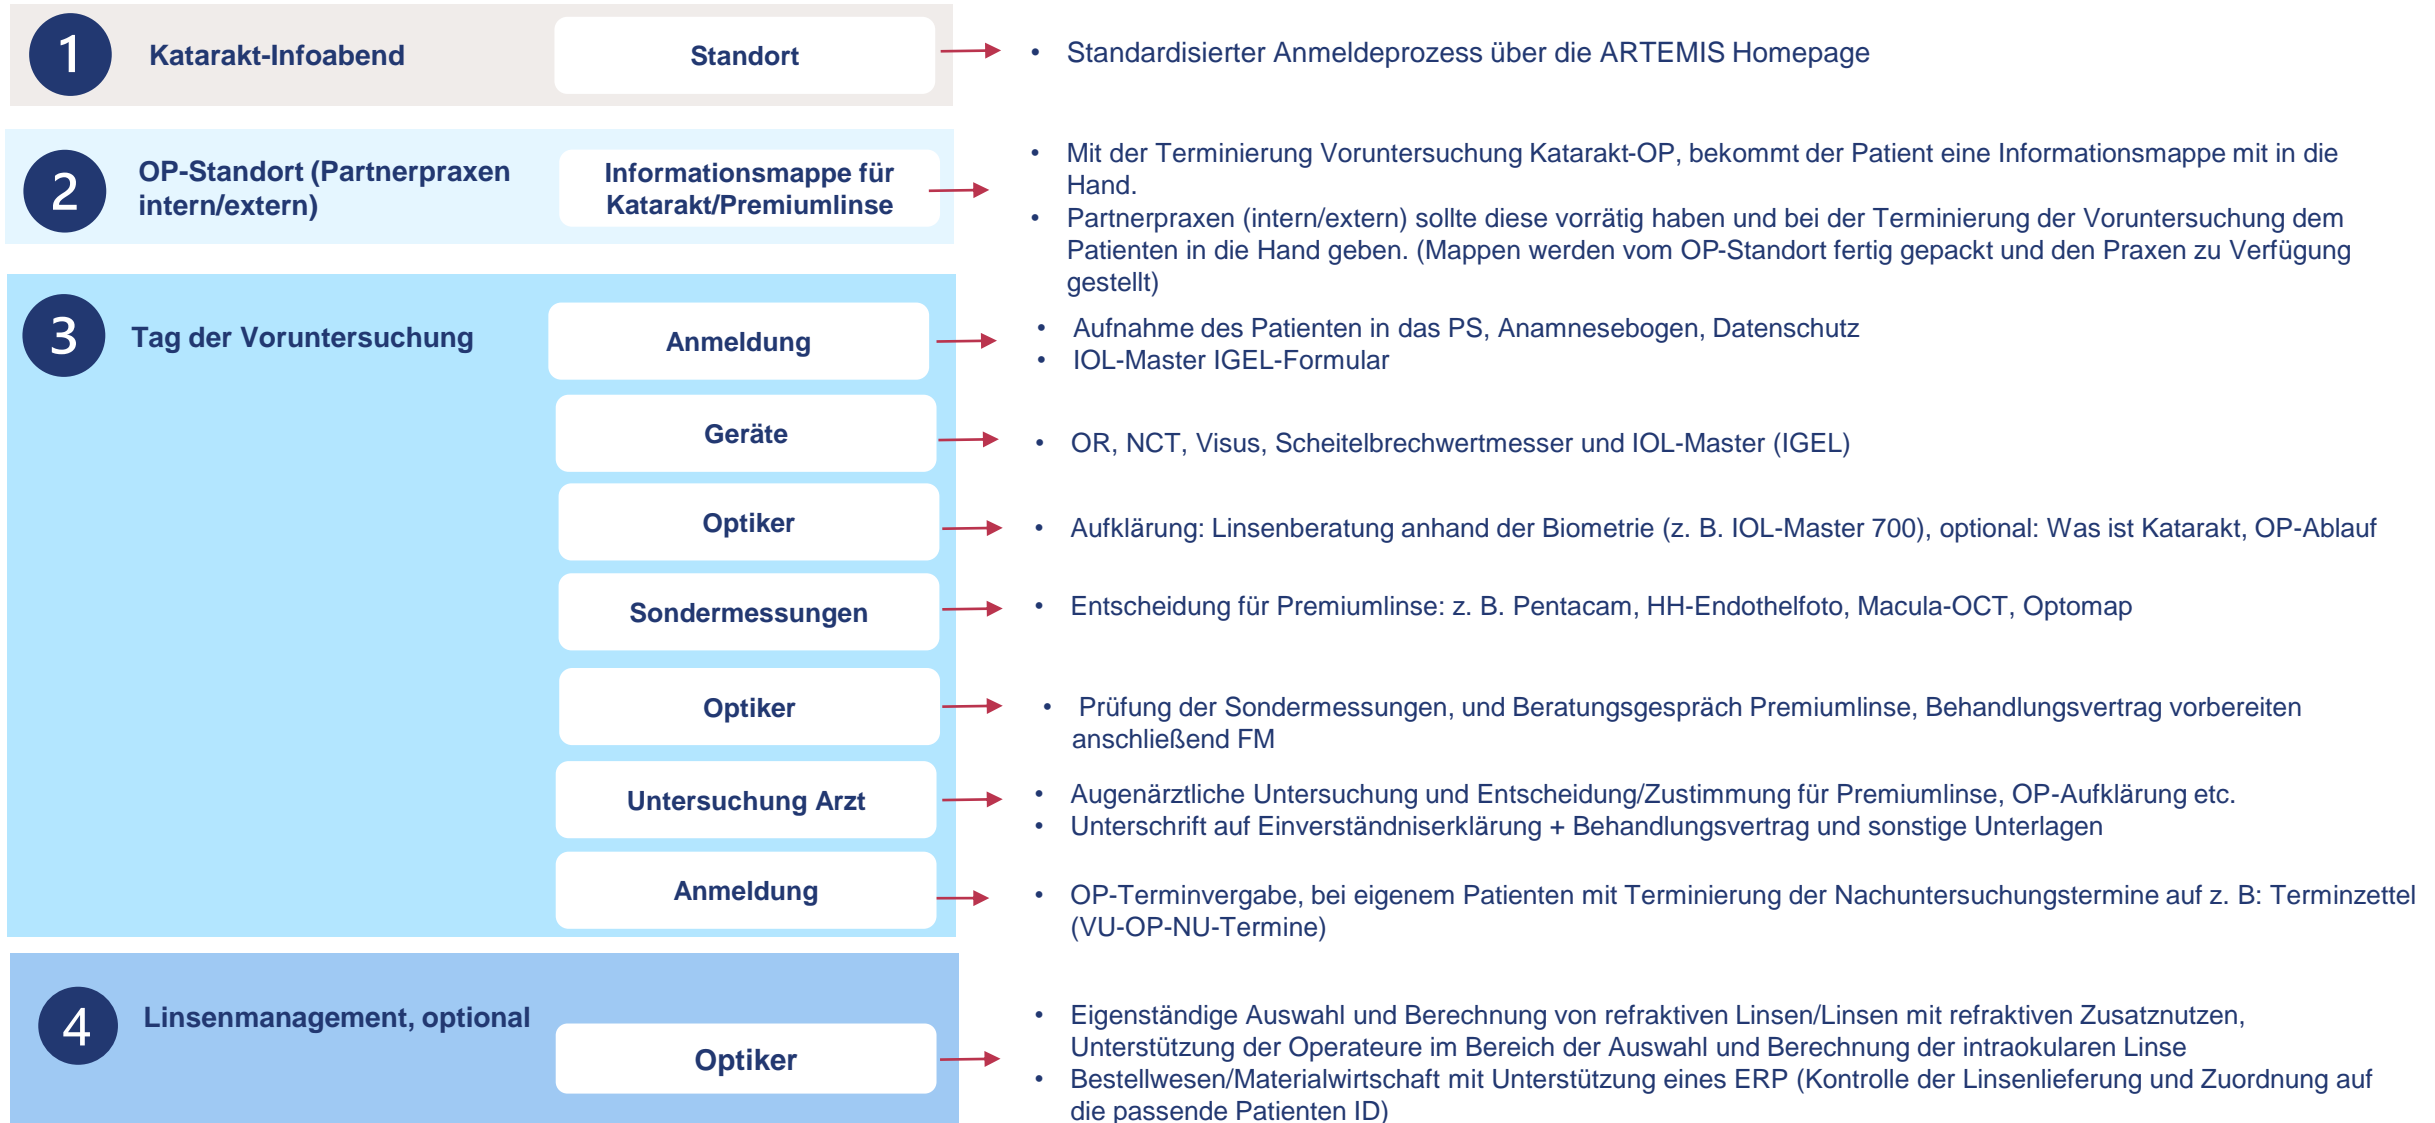 1
Katarakt-Infoabend
Standort
• Standardisierter Anmeldeprozess über die ARTEMIS Homepage
2
OP-Standort (Partnerpraxen
intern/extern)
Informationsmappe für
Katarakt/Premiumlinse
• Mit der Terminierung Voruntersuchung Katarakt-OP, bekommt der Patient eine Informationsmappe mit in die
Hand.
• Partnerpraxen (intern/extern) sollte diese vorrätig haben und bei der Terminierung der Voruntersuchung dem
Patienten in die Hand geben. (Mappen werden vom OP-Standort fertig gepackt und den Praxen zu Verfügung
gestellt)
3
Tag der Voruntersuchung
Anmeldung
• Aufnahme des Patienten in das PS, Anamnesebogen, Datenschutz
• IOL-Master IGEL-Formular
Geräte
• OR, NCT, Visus, Scheitelbrechwertmesser und IOL-Master (IGEL)
Optiker
• Aufklärung: Linsenberatung anhand der Biometrie (z. B. IOL-Master 700), optional: Was ist Katarakt, OP-Ablauf
Sondermessungen
• Entscheidung für Premiumlinse: z. B. Pentacam, HH-Endothelfoto, Macula-OCT, Optomap
Optiker
• Prüfung der Sondermessungen, und Beratungsgespräch Premiumlinse, Behandlungsvertrag vorbereiten
anschließend FM
Untersuchung Arzt
• Augenärztliche Untersuchung und Entscheidung/Zustimmung für Premiumlinse, OP-Aufklärung etc.
• Unterschrift auf Einverständniserklärung + Behandlungsvertrag und sonstige Unterlagen
Anmeldung
• OP-Terminvergabe, bei eigenem Patienten mit Terminierung der Nachuntersuchungstermine auf z. B: Terminzettel
(VU-OP-NU-Termine)
4
Linsenmanagement, optional
Optiker
• Eigenständige Auswahl und Berechnung von refraktiven Linsen/Linsen mit refraktiven Zusatznutzen,
Unterstützung der Operateure im Bereich der Auswahl und Berechnung der intraokularen Linse
• Bestellwesen/Materialwirtschaft mit Unterstützung eines ERP (Kontrolle der Linsenlieferung und Zuordnung auf
die passende Patienten ID)